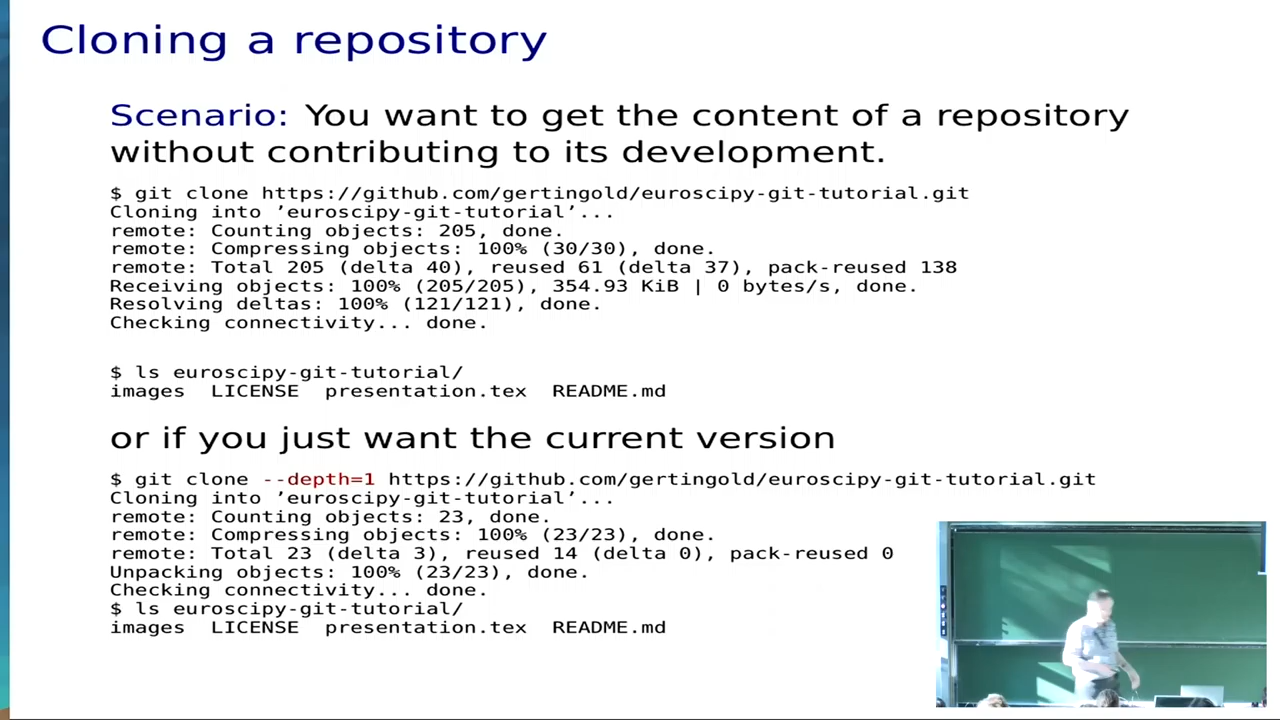 Cloning a repository
Scenario: You want to get the content of a repository
without contributing to its development.
$ git clone https://github.com/gertingold/euroscipy-git-tutorial.git
Cloning into ’euroscipy-git-tutorial’...
remote: Counting objects: 205, done.
remote: Compressing objects: 100% (30/30), done.
remote: Total 205 (delta 40), reused 61 (delta 37), pack-reused 138
Receiving objects: 100% (205/205), 354.93 KiB | 0 bytes/s, done.
Resolving deltas: 100% (121/121), done.
Checking connectivity... done.
$ ls euroscipy-git-tutorial/
images LICENSE presentation.tex README.md
or if you just want the current version
$ git clone --depth=1 https://github.com/gertingold/euroscipy-git-tutorial.git
Cloning into ’euroscipy-git-tutorial’...
remote: Counting objects: 23, done.
remote: Compressing objects: 100% (23/23), done.
remote: Total 23 (delta 3), reused 14 (delta 0), pack-reused 0
Unpacking objects: 100% (23/23), done.
Checking connectivity... done.
$ ls euroscipy-git-tutorial/
images LICENSE presentation.tex README.md